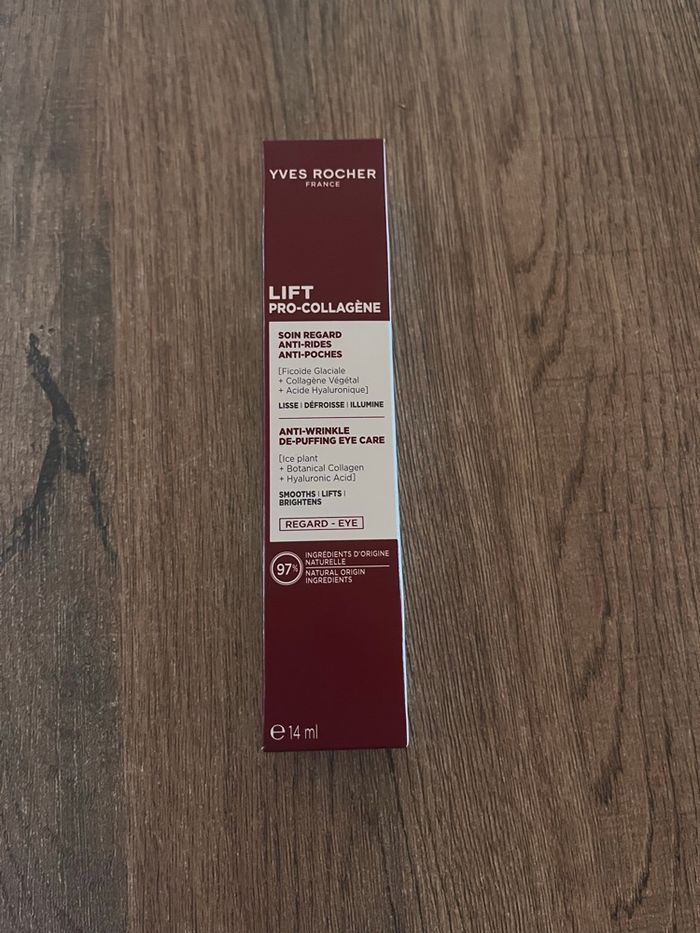 YVES ROCHER
FRANCE
LIFT
PRO-COLLAGÈNE
SOIN REGARD
ANTI-RIDES
ANTI-POCHES
[Ficoïde Glaciale
+ Collagène Végétal
+ Acide Hyaluronique]
LISSE | DÉFROISSE | ILLUMINE
ANTI-WRINKLE
DE-PUFFING EYE CARE
[Ice plant
+ Botanical Collagen
+ Hyaluronic Acid]
SMOOTHS | LIFTS |
BRIGHTENS
REGARD - EYE
97%
INGRÉDIENTS D'ORIGINE
NATURELLE
NATURAL ORIGIN
INGREDIENTS
℮ 14 ml